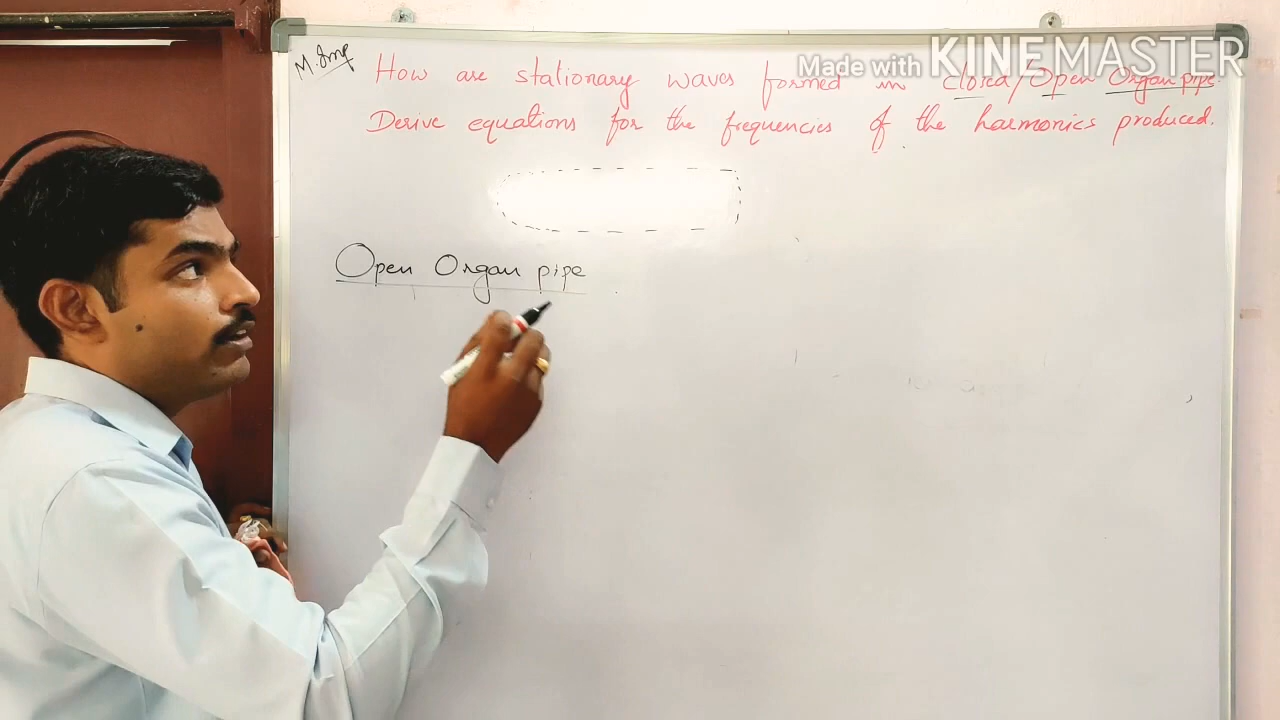 M. Imp
Made with KINEMASTER
How are stationary waves formed in closed/Open Organ pipe.
Derive equations for the frequencies of the harmonics produced.
Open Organ pipe